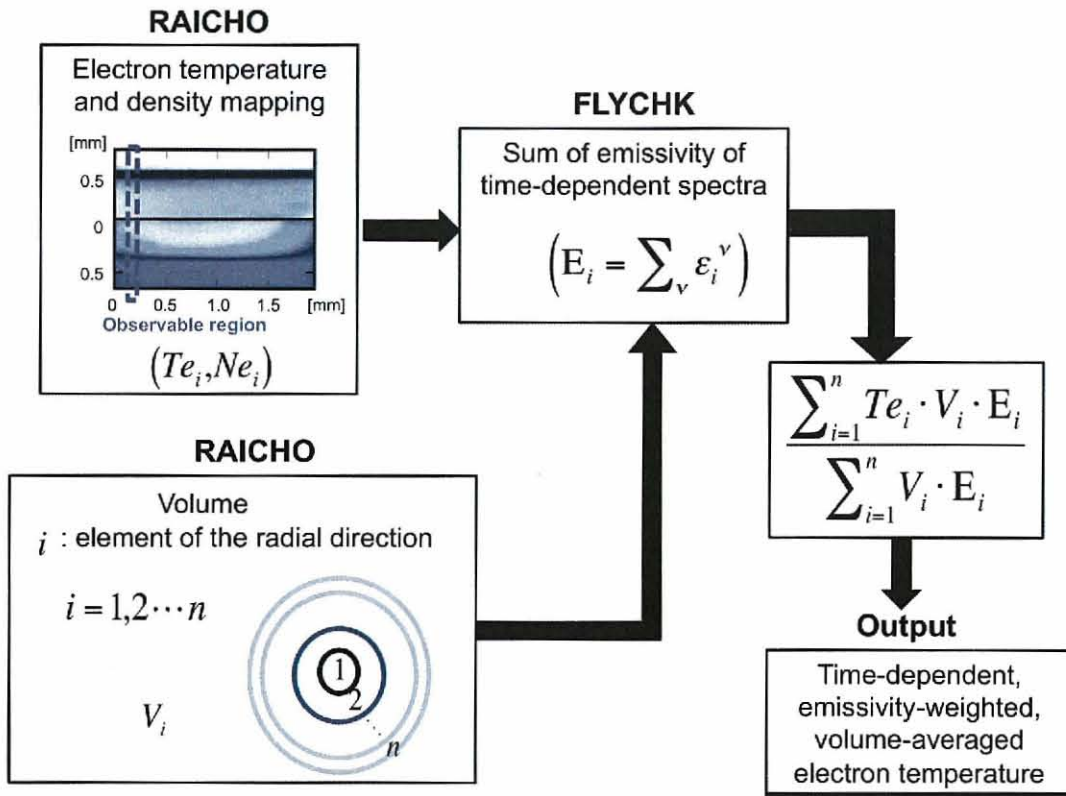 RAICHO
Electron temperature
and density mapping
[mm]
0.5
0
0.5
0 0.5 1.0 1.5 [mm]
Observable region
(Te_i,Ne_i)
FLYCHK
Sum of emissivity of
time-dependent spectra
(E_i = ∑_ν ε_i^ν)
RAICHO
Volume
i : element of the radial direction
i = 1,2⋯n
V_i
1
2
n
∑_{i=1}^n Te_i · V_i · E_i
∑_{i=1}^n V_i · E_i
Output
Time-dependent,
emissivity-weighted,
volume-averaged
electron temperature